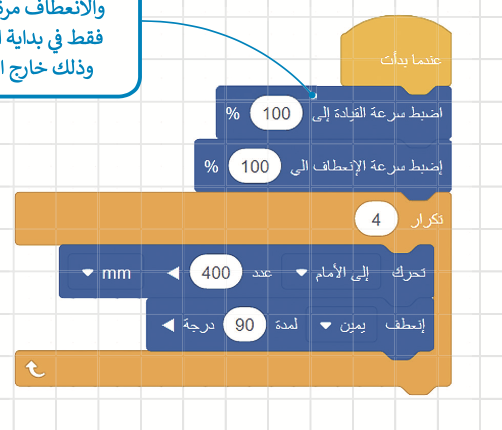 والانعطاف مرة
فقط في بداية
وذلك خارج
عندما بدأت
اضبط سرعة القيادة إلى 100 %
إضبط سرعة الإنعطاف الى 100 %
تكرار 4
تحرك إلى الأمام عدد 400 mm
إنعطف يمين لمدة 90 درجة